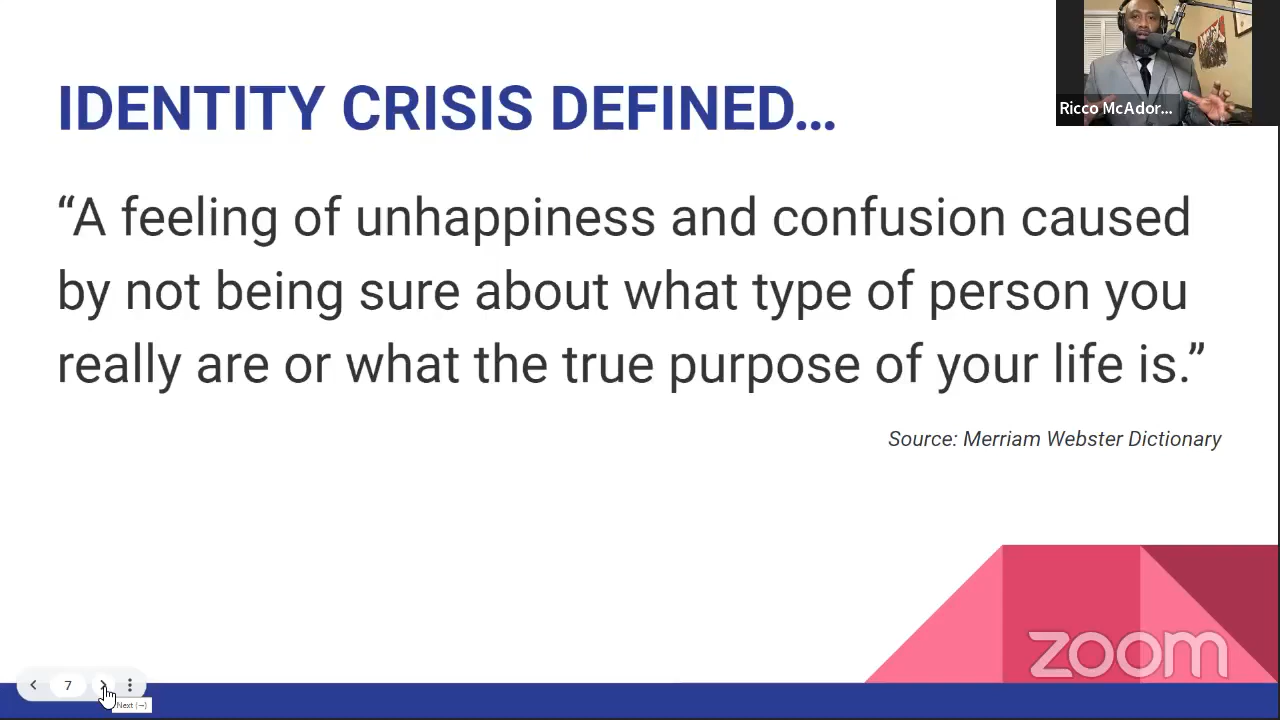 IDENTITY CRISIS DEFINED...
Ricco McAdor...
“A feeling of unhappiness and confusion caused
by not being sure about what type of person you
really are or what the true purpose of your life is.”
Source: Merriam Webster Dictionary
zoom
7
Next (→)